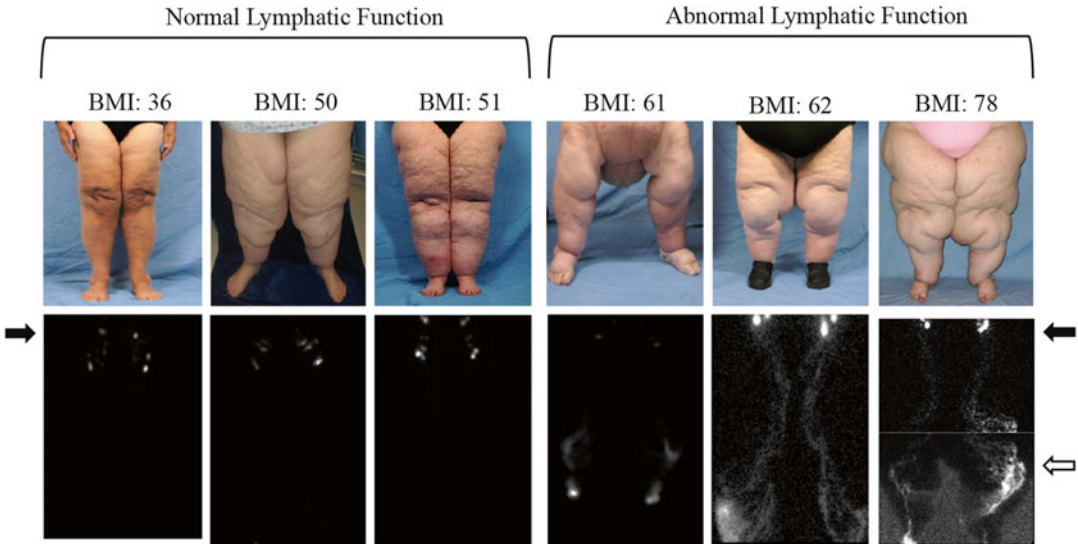 Normal Lymphatic Function
Abnormal Lymphatic Function
BMI: 36
BMI: 50
BMI: 51
BMI: 61
BMI: 62
BMI: 78